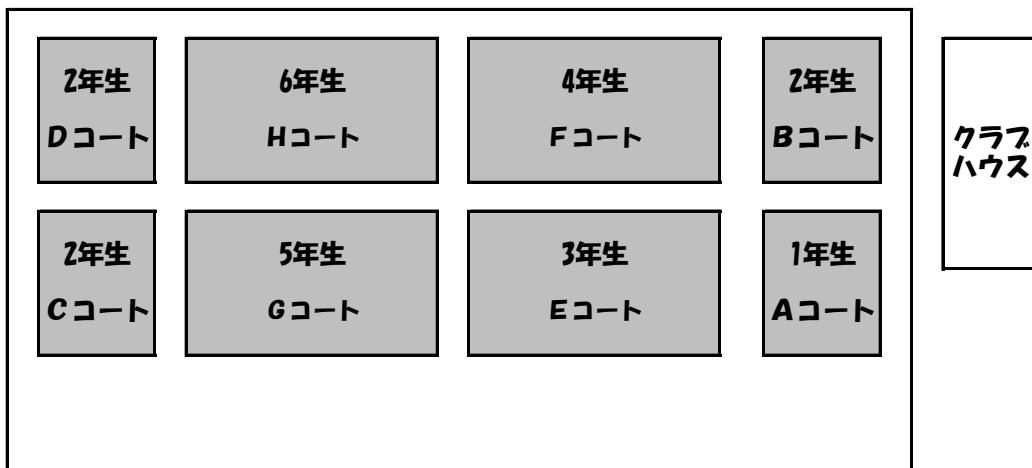 2年生
Dコート
6年生
Hコート
4年生
Fコート
2年生
Bコート
クラブ
ハウス
2年生
Cコート
5年生
Gコート
3年生
Eコート
1年生
Aコート